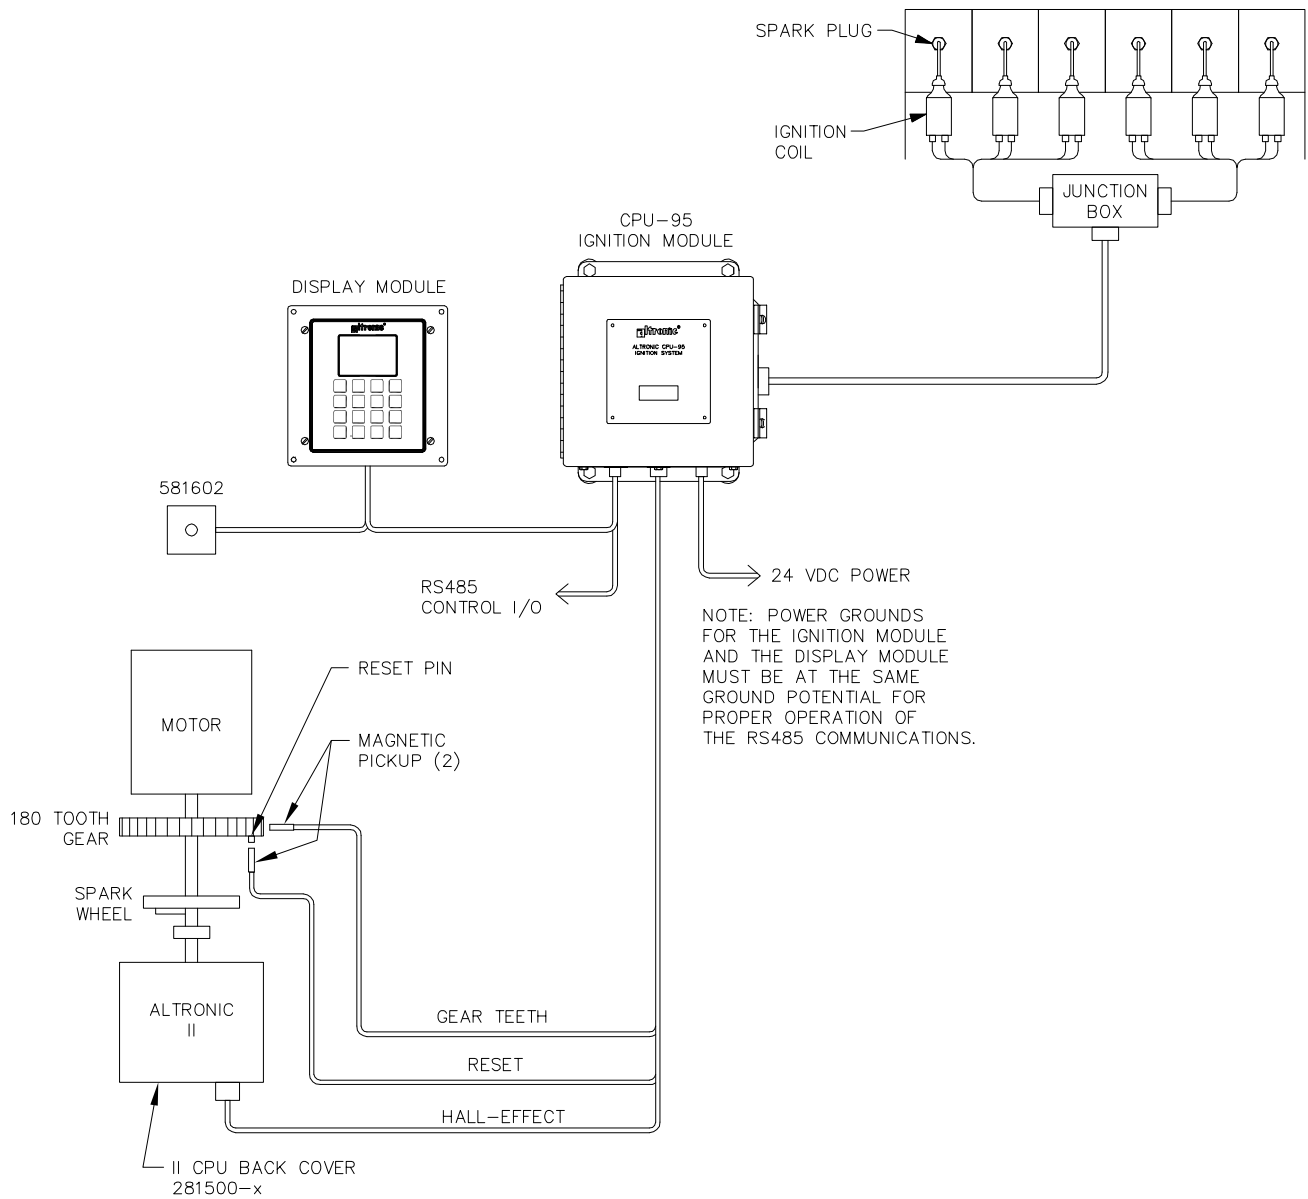 SPARK PLUG
IGNITION
COIL
JUNCTION
BOX
CPU-95
IGNITION MODULE
DISPLAY MODULE
altronic
altronic
ALTRONIC CPU-95
IGNITION SYSTEM
581602
RS485
CONTROL I/O
24 VDC POWER
NOTE: POWER GROUNDS
FOR THE IGNITION MODULE
AND THE DISPLAY MODULE
MUST BE AT THE SAME
GROUND POTENTIAL FOR
PROPER OPERATION OF
THE RS485 COMMUNICATIONS.
RESET PIN
MOTOR
MAGNETIC
PICKUP (2)
180 TOOTH
GEAR
SPARK
WHEEL
ALTRONIC
II
GEAR TEETH
RESET
HALL-EFFECT
II CPU BACK COVER
281500-x